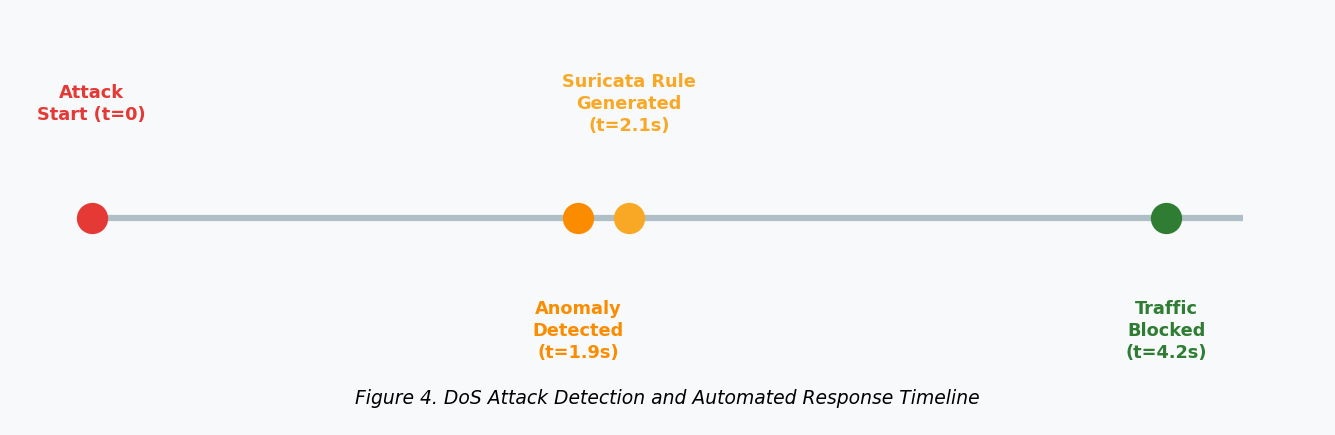 Attack
Start (t=0)
Suricata Rule
Generated
(t=2.1s)
Anomaly
Detected
(t=1.9s)
Traffic
Blocked
(t=4.2s)
Figure 4. DoS Attack Detection and Automated Response Timeline